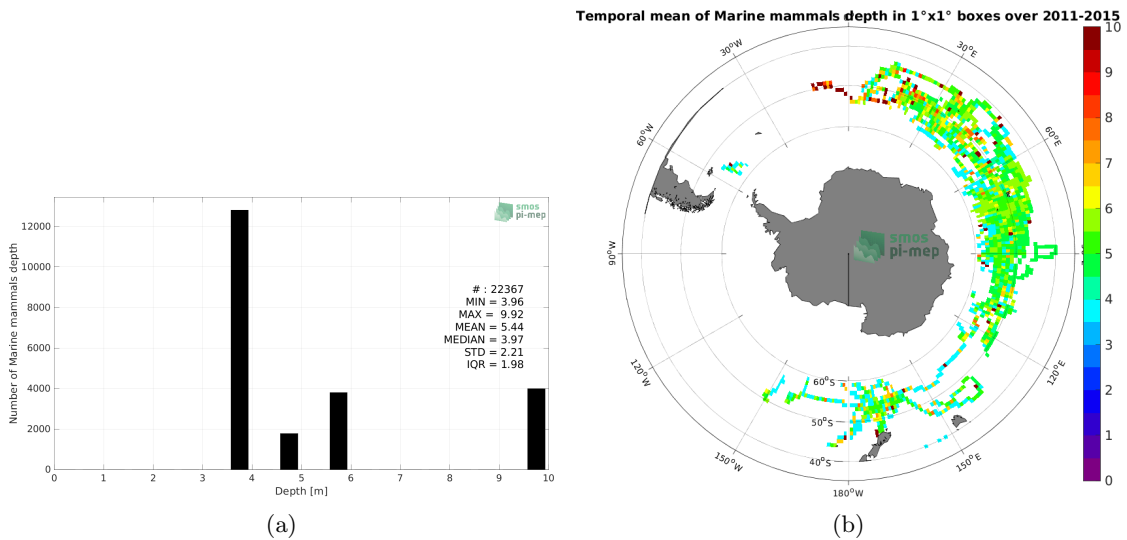 Temporal mean of Marine mammals depth in 1°x1° boxes over 2011-2015
smos
pi-mep
Number of Marine mammals depth
12000
10000
8000
6000
4000
2000
0
# : 22367
MIN = 3.96
MAX = 9.92
MEAN = 5.44
MEDIAN = 3.97
STD = 2.21
IQR = 1.98
0 1 2 3 4 5 6 7 8 9 10
Depth [m]
(a)
0°
30°W
30°E
60°W
60°E
90°W
120°W
120°E
150°W
150°E
180°W
60°S
50°S
40°S
smos
pi-mep
10
9
8
7
6
5
4
3
2
1
0
(b)